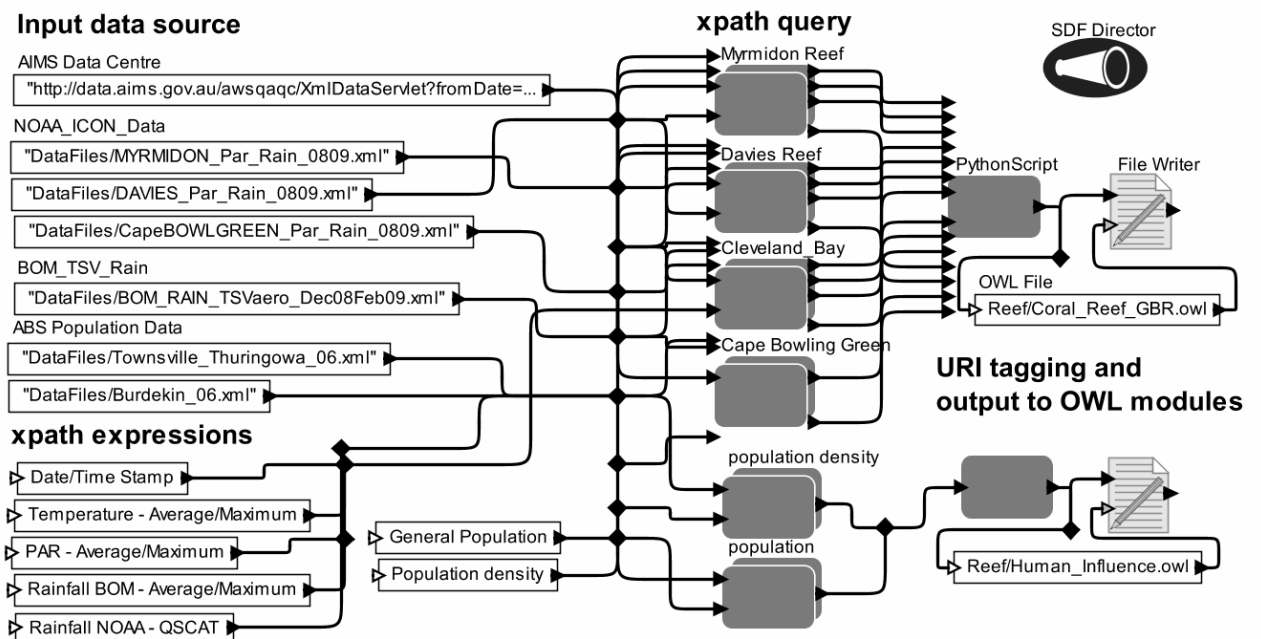 Input data source
AIMS Data Centre
"http://data.aims.gov.au/awsqaqc/XmlDataServlet?fromDate=...
NOAA_ICON_Data
"DataFiles/MYRMIDON_Par_Rain_0809.xml"
"DataFiles/DAVIES_Par_Rain_0809.xml"
"DataFiles/CapeBOWLGREEN_Par_Rain_0809.xml"
BOM_TSV_Rain
"DataFiles/BOM_RAIN_TSVaero_Dec08Feb09.xml"
ABS Population Data
"DataFiles/Townsville_Thuringowa_06.xml"
"DataFiles/Burdekin_06.xml"
xpath expressions
Date/Time Stamp
Temperature - Average/Maximum
PAR - Average/Maximum
Rainfall BOM - Average/Maximum
Rainfall NOAA - QSCAT
General Population
Population density
xpath query
Myrmidon Reef
Davies Reef
Cleveland_Bay
Cape Bowling Green
population density
population
SDF Director
PythonScript
File Writer
OWL File
Reef/Coral_Reef_GBR.owl
URI tagging and
output to OWL modules
Reef/Human_Influence.owl